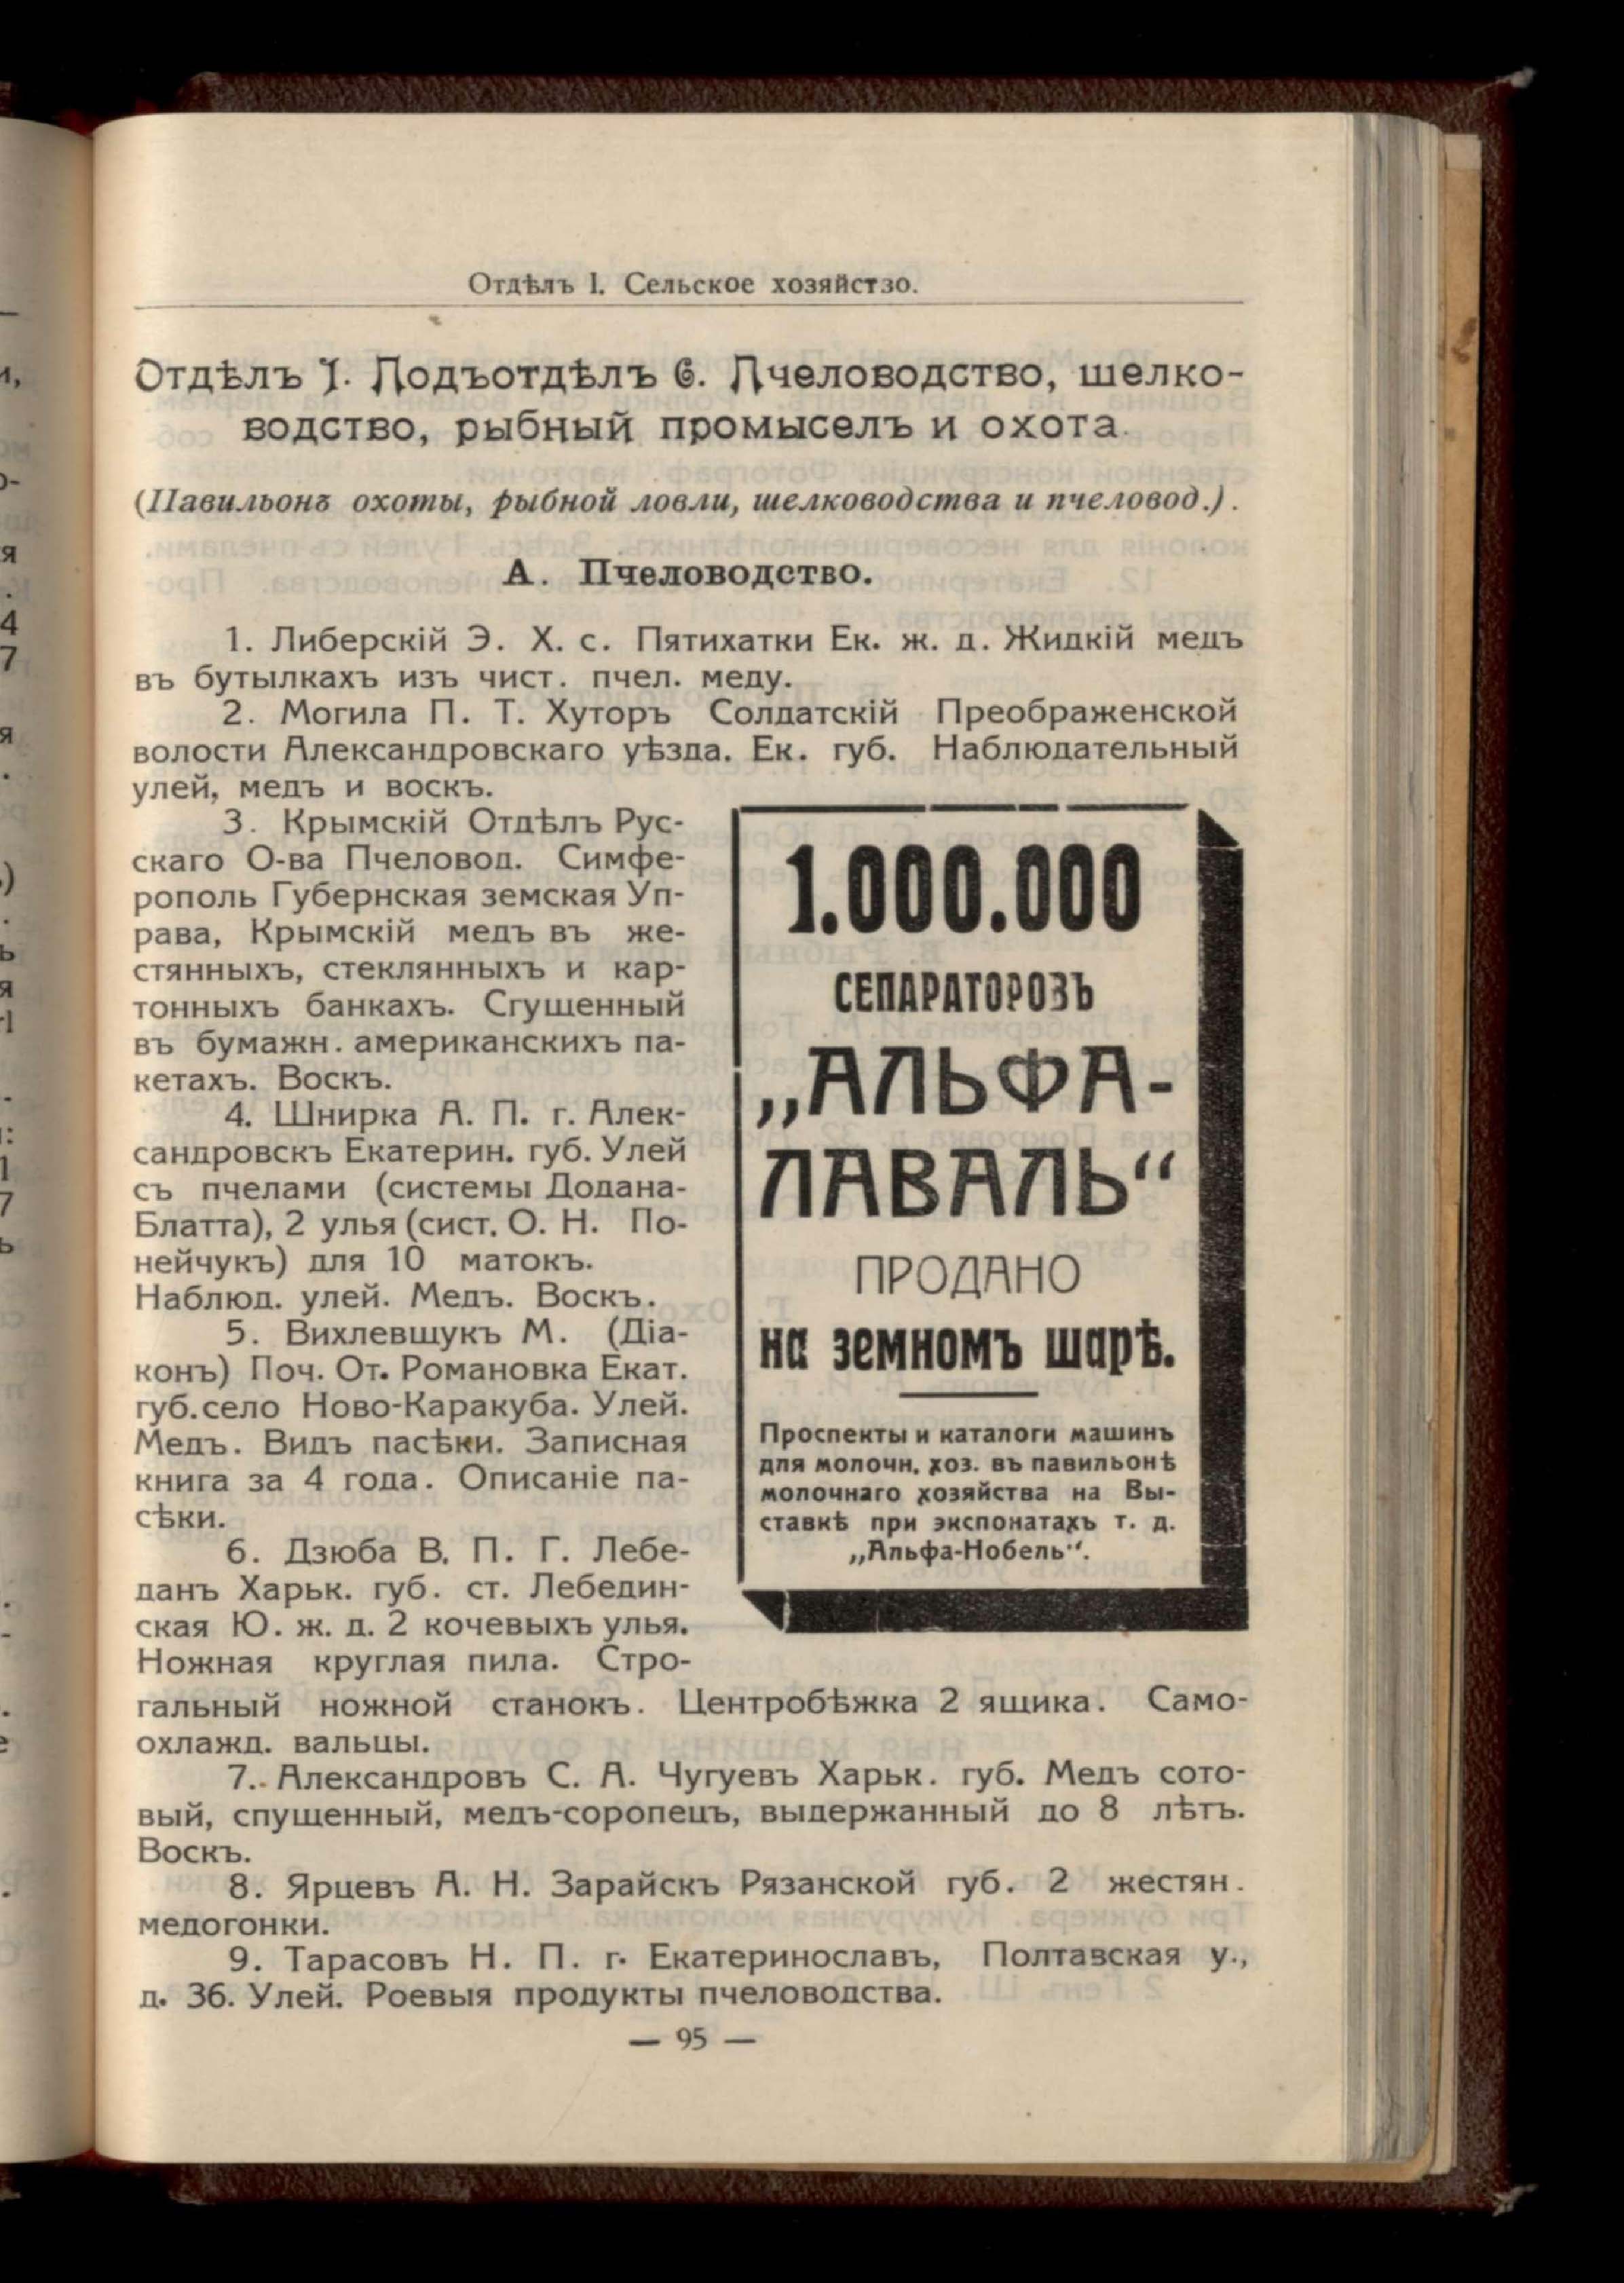 Отдѣлъ I. Сельское хозяйстзо.
Отдѣлъ I. Подъотдѣлъ 6. Пчеловодство, шелко-
водство, рыбный промыселъ и охота.
(Павильонъ охоты, рыбной ловли, шелководства и пчеловод.).
А. Пчеловодство.
1. Либерскій Э. Х. с. Пятихатки Ек. ж. д. Жидкій медъ
въ бутылкахъ изъ чист. пчел. меду.
2. Могила П. Т. Хуторъ Солдатскій Преображенской
волости Александровскаго уѣзда. Ек. губ. Наблюдательный
улей, медъ и воскъ.
3. Крымскій Отдѣлъ Рус-
скаго О-ва Пчеловод. Симфе-
рополь Губернская земская Уп-
рава, Крымскій медъ въ же-
стянныхъ, стеклянныхъ и кар-
тонныхъ банкахъ. Сгущенный
въ бумажн. американскихъ па-
кетахъ. Воскъ.
4. Шнирка А. П. г. Алек-
сандровскъ Екатерин. губ. Улей
съ пчелами (системы Додана-
Блатта), 2 улья (сист. О. Н. По-
нейчукъ) для 10 матокъ.
Наблюд. улей. Медъ. Воскъ.
5. Вихлевщукъ М. (Діа-
конъ) Поч. От. Романовка Екат.
губ. село Ново-Каракуба. Улей.
Медъ. Видъ пасѣки. Записная
книга за 4 года. Описаніе па-
сѣки.
6. Дзюба В. П. Г. Лебе-
данъ Харьк. губ. ст. Лебедин-
ская Ю. ж. д. 2 кочевыхъ улья.
Ножная круглая пила. Стро-
гальный ножной станокъ. Центробѣжка 2 ящика. Само-
охлажд. вальцы.
7. Александровъ С. А. Чугуевъ Харьк. губ. Медъ сото-
вый, спущенный, медъ-соропецъ, выдержанный до 8 лѣтъ.
Воскъ.
8. Ярцевъ А. Н. Зарайскъ Рязанской губ. 2 жестян.
медогонки.
9. Тарасовъ Н. П. г. Екатеринославъ, Полтавская у.,
д. 36. Улей. Роевыя продукты пчеловодства.
— 95 —
1.000.000
СЕПАРАТОРОЗЪ
„АЛЬФА-
ЛАВАЛЬ“
ПРОДАНО
на земномъ шарѣ.
Проспекты и каталоги машинъ
для молочн. хоз. въ павильонѣ
молочнаго хозяйства на Вы-
ставкѣ при экспонатахъ т. д.
„Альфа-Нобель“.